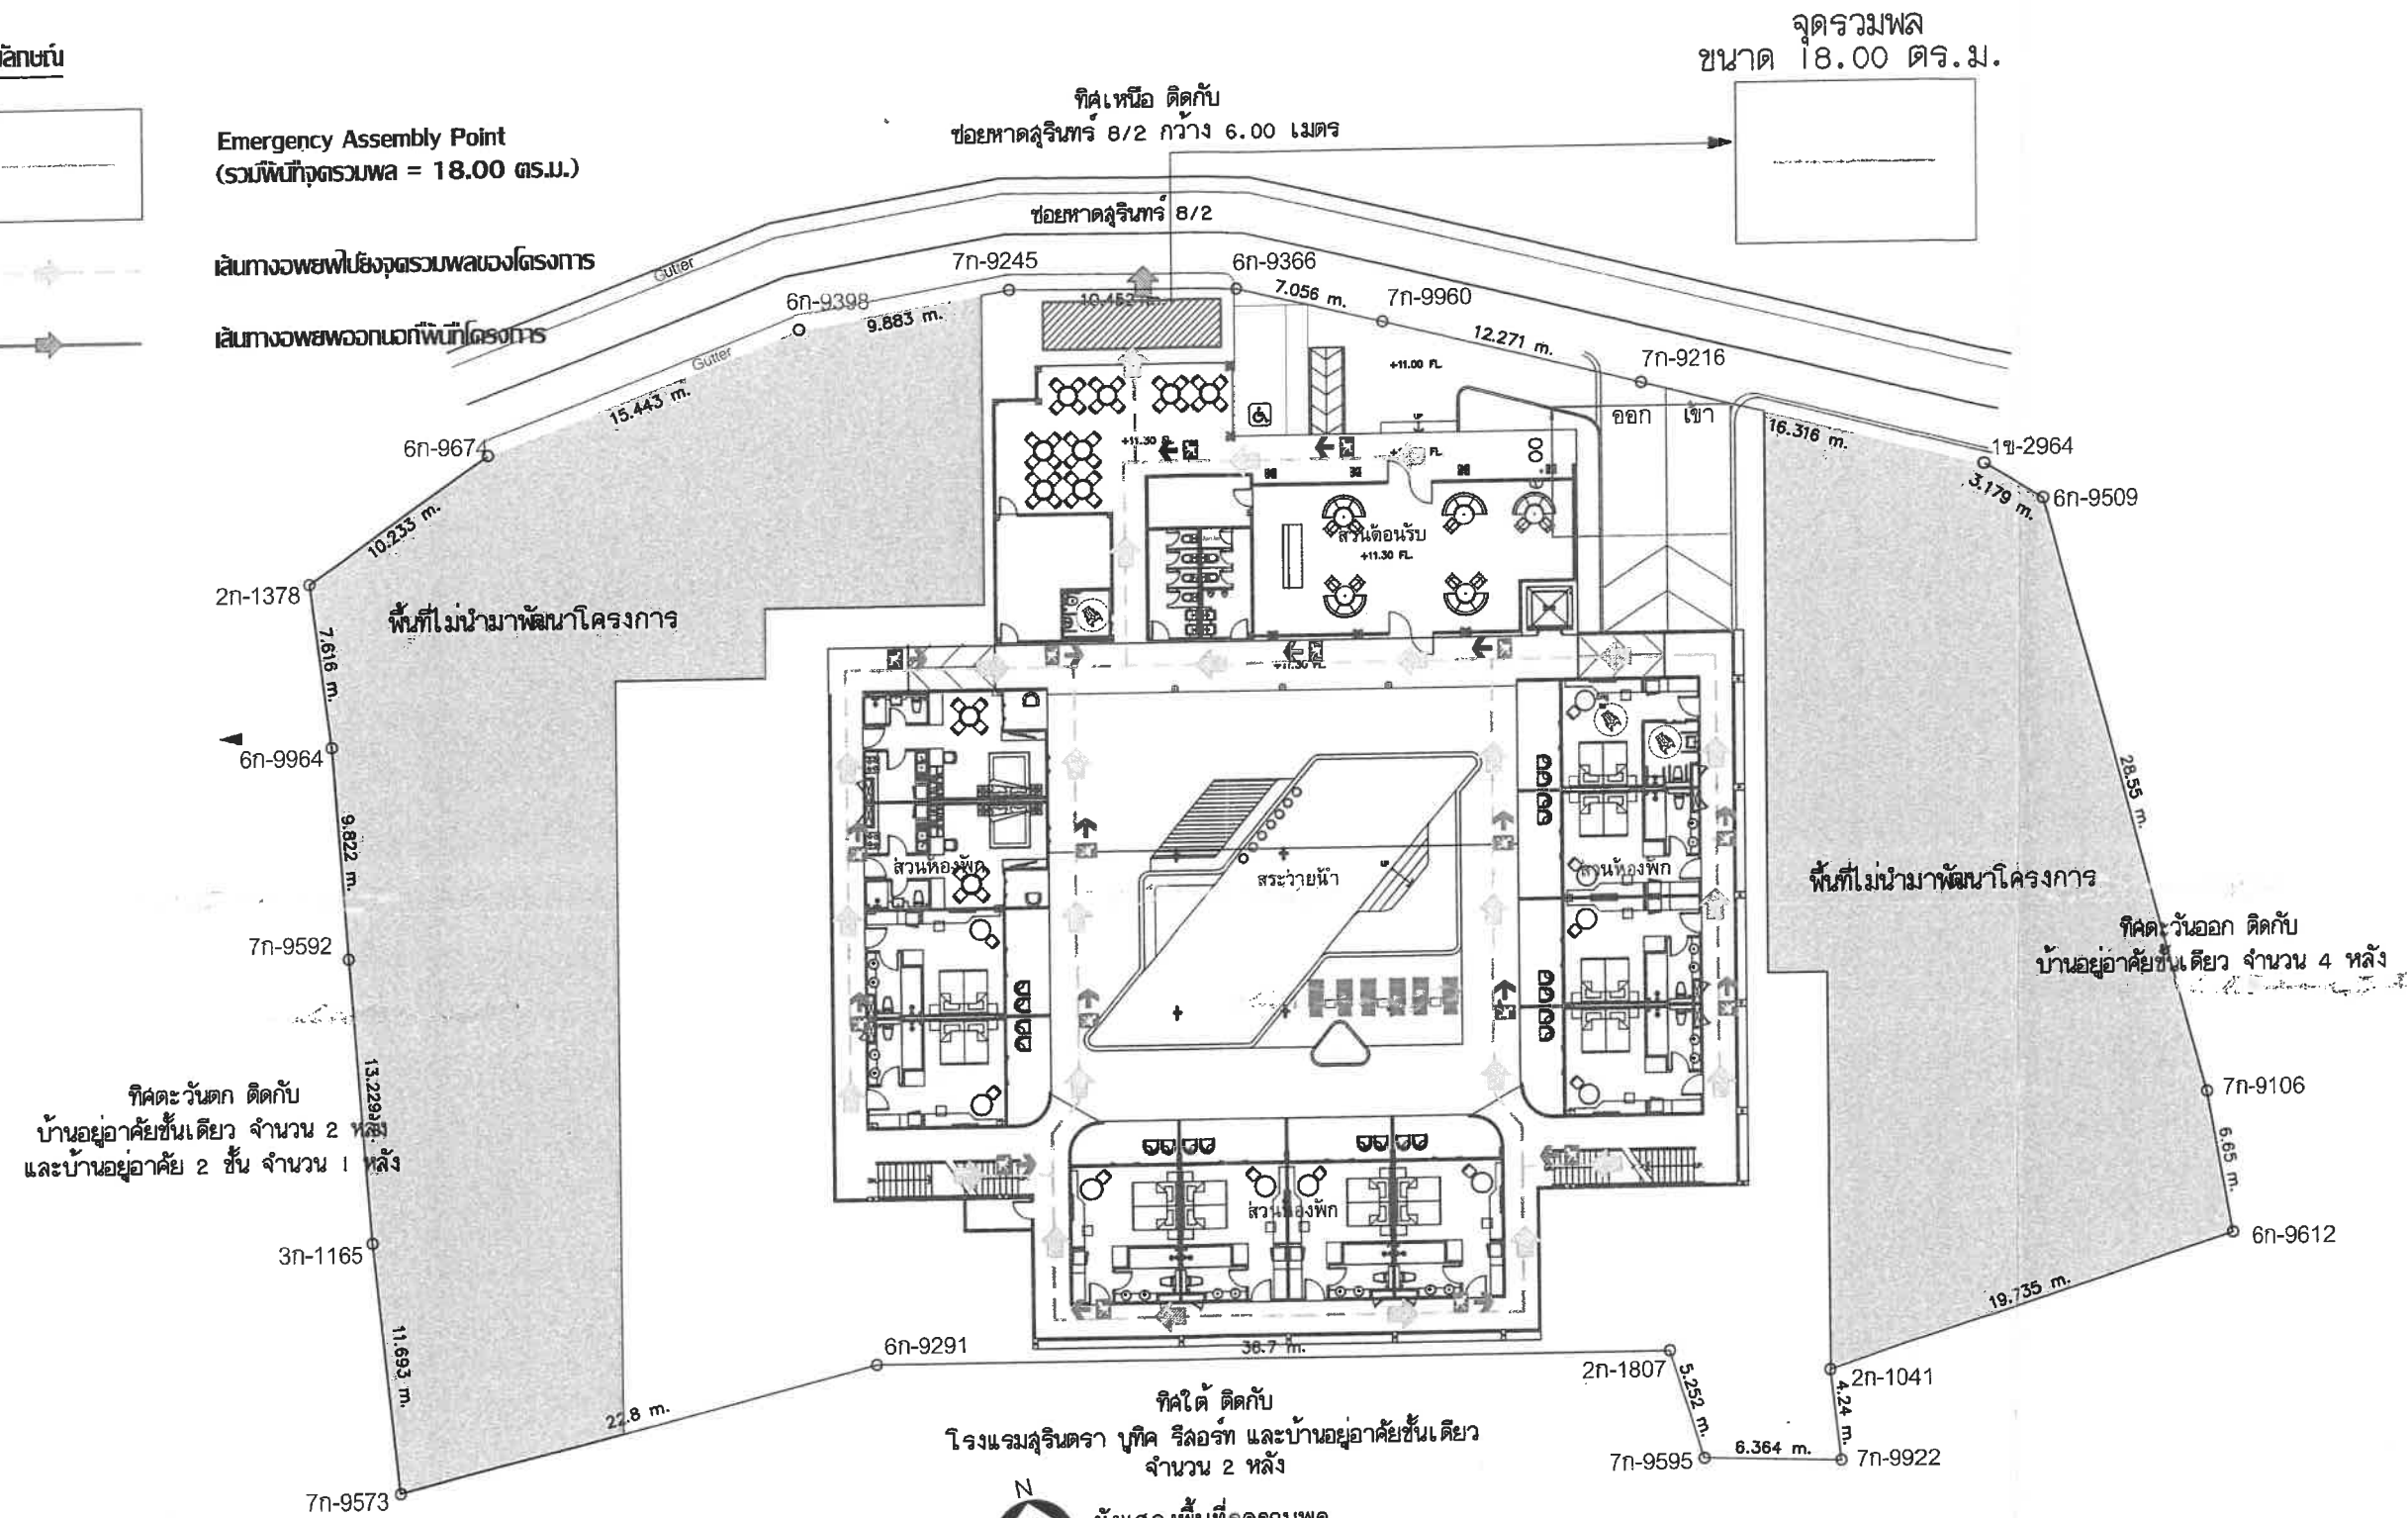 จุดรวมพล
ขนาด 18.00 ตร.ม.
Emergency Assembly Point
(รวมพื้นที่จุดรวมพล = 18.00 ตร.ม.)
เส้นทางอพยพไปยังจุดรวมพลของโครงการ
เส้นทางอพยพออกนอกพื้นที่โครงการ
ทิศเหนือ ติดกับ
ซอยหาดสุรินทร์ 8/2 กว้าง 6.00 เมตร
ซอยหาดสุรินทร์ 8/2
Gutter
Gutter
7ก-9245
6ก-9366
6ก-9398
7ก-9960
7ก-9216
1ข-2964
6ก-9509
6ก-9674
2ก-1378
10.452 m.
7.056 m.
9.883 m.
12.271 m.
15.443 m.
16.316 m.
3.179 m.
10.233 m.
+11.00 FL.
ออก
เข้า
+11.30 FL.
ส่วนต้อนรับ
+11.30 FL.
พื้นที่ไม่นำมาพัฒนาโครงการ
7.616 m.
+11.30 FL.
6ก-9964
9.822 m.
28.55 m.
ส่วนห้องพัก
สระว่ายน้ำ
ส่วนห้องพัก
พื้นที่ไม่นำมาพัฒนาโครงการ
7ก-9592
ทิศตะวันออก ติดกับ
บ้านอยู่อาศัยชั้นเดียว จำนวน 4 หลัง
13.229 m.
ทิศตะวันตก ติดกับ
บ้านอยู่อาศัยชั้นเดียว จำนวน 2 หลัง
และบ้านอยู่อาศัย 2 ชั้น จำนวน 1 หลัง
7ก-9106
6.65 m.
ส่วนห้องพัก
3ก-1165
6ก-9612
19.735 m.
11.693 m.
6ก-9291
36.7 m.
2ก-1807
2ก-1041
5.252 m.
4.24 m.
22.8 m.
ทิศใต้ ติดกับ
โรงแรมสุรินตรา บูทิค รีสอร์ท และบ้านอยู่อาศัยชั้นเดียว
จำนวน 2 หลัง
6.364 m.
7ก-9595
7ก-9922
7ก-9573
N